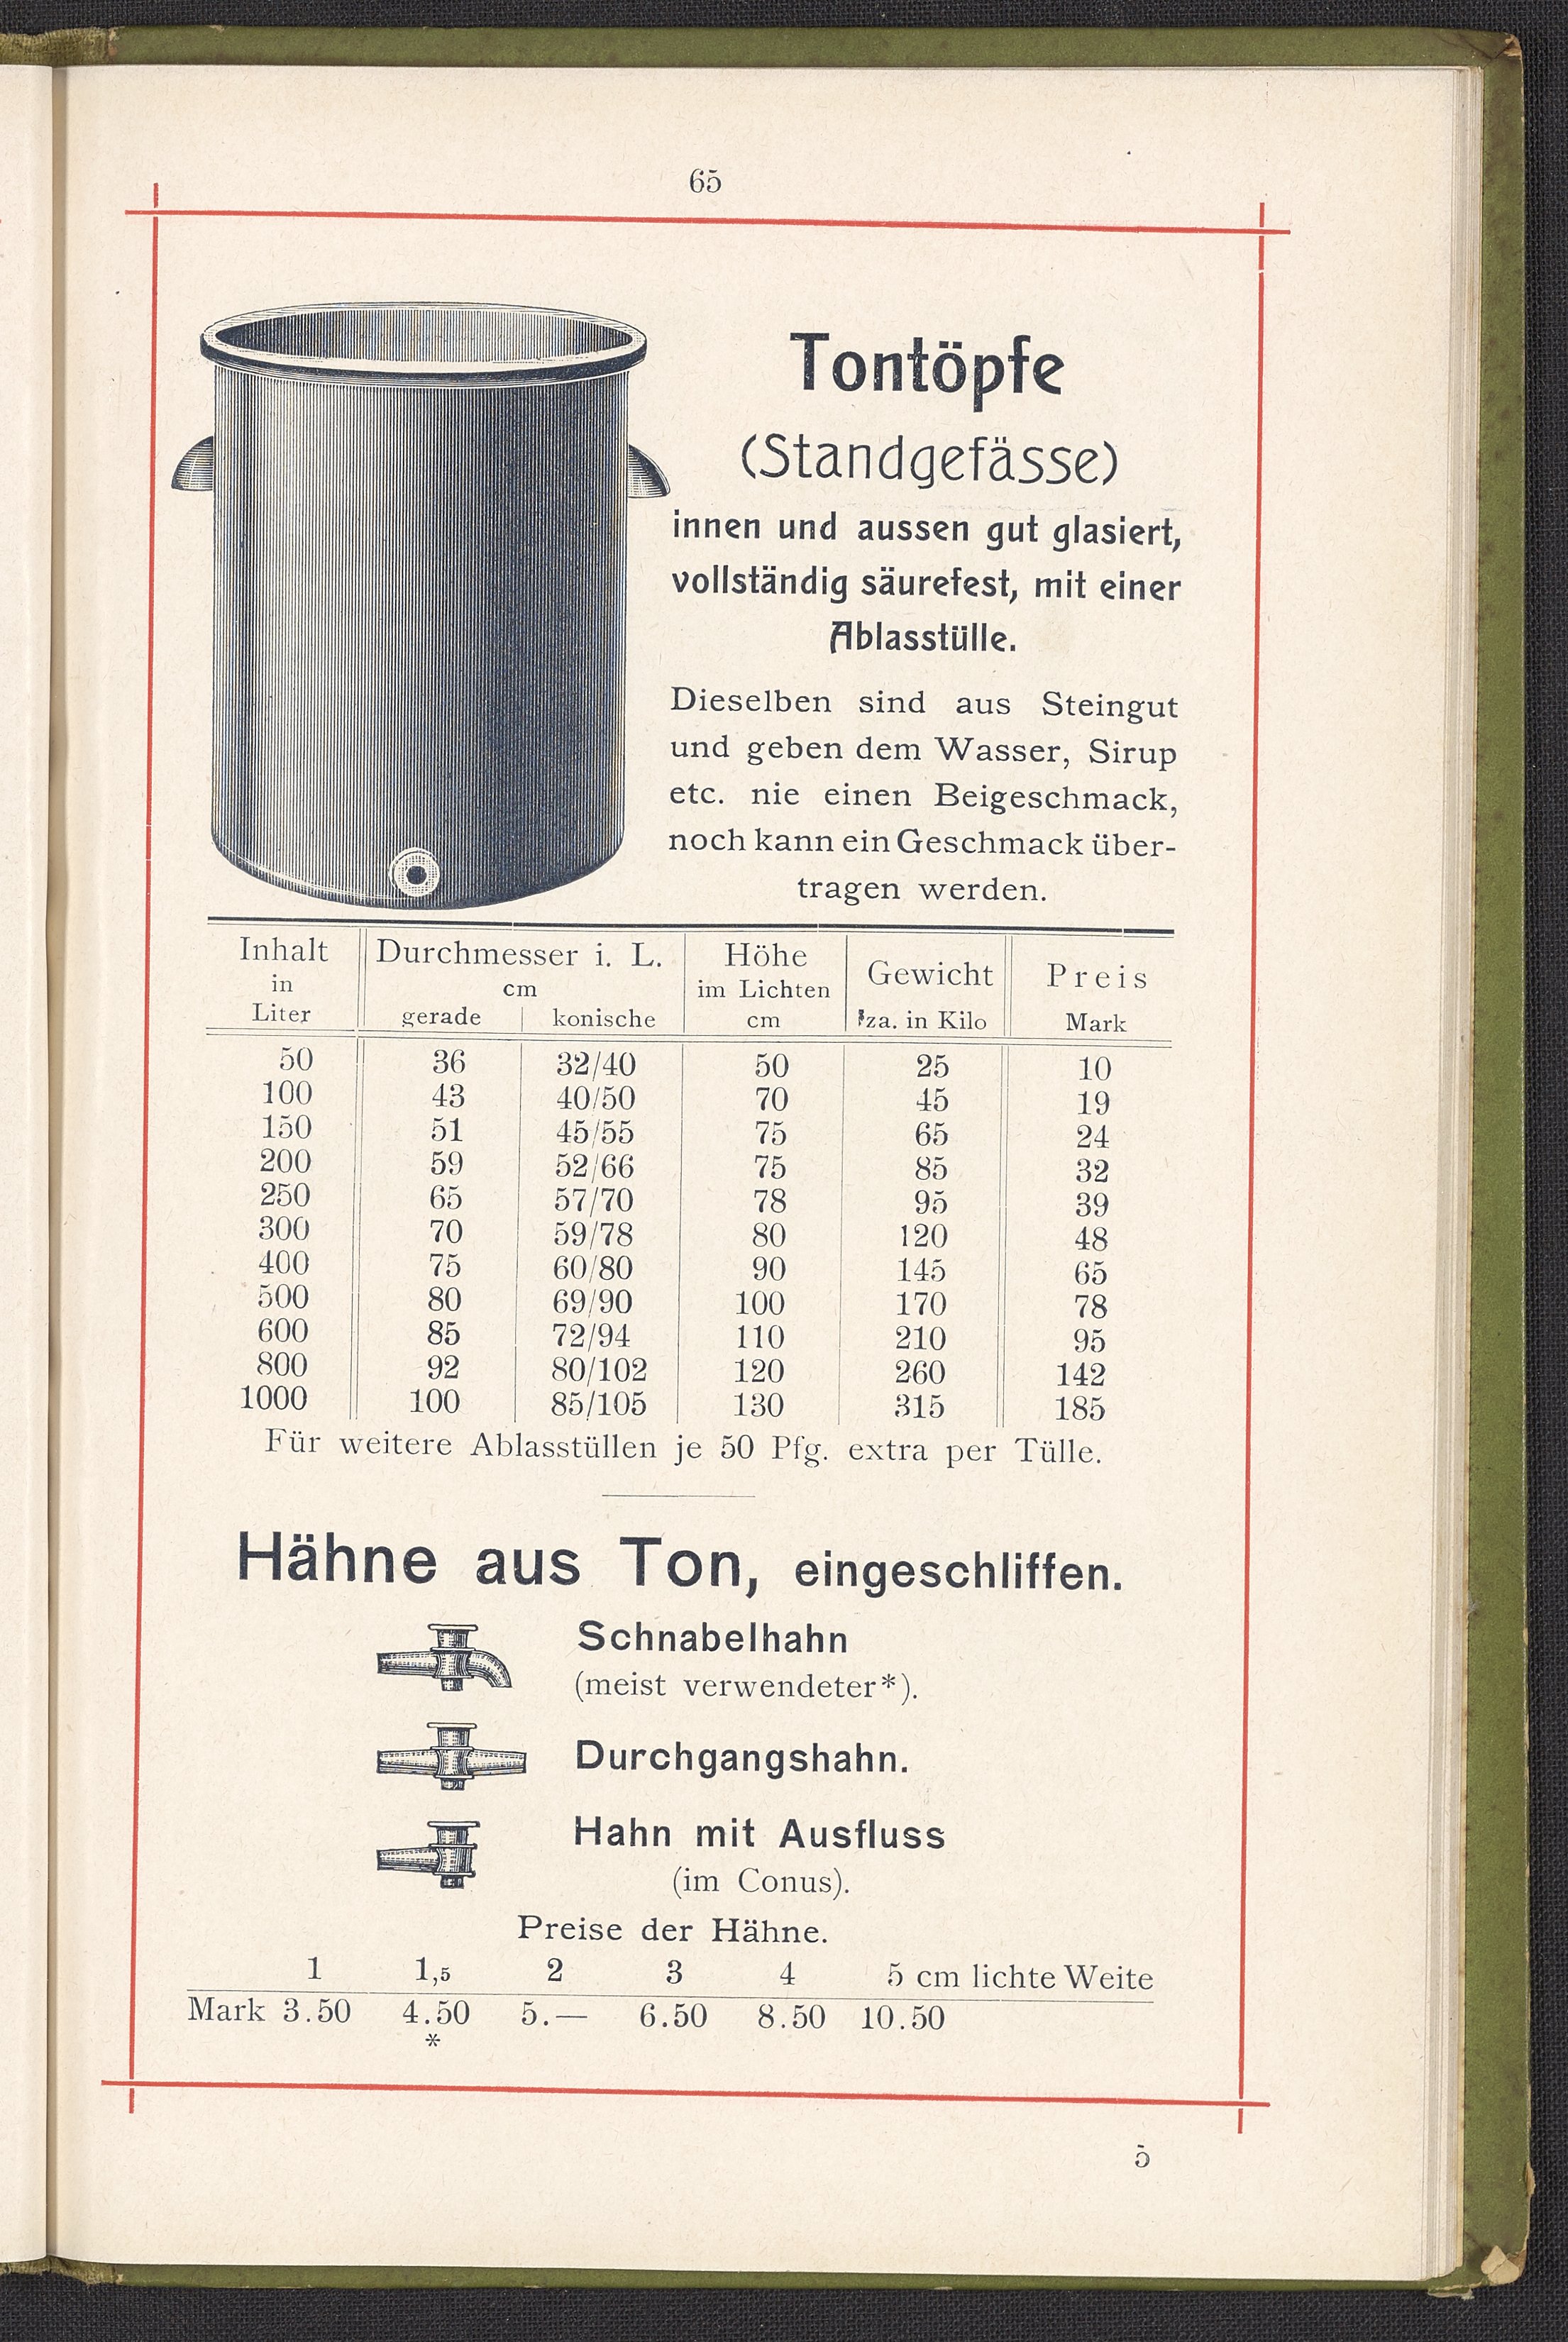 65
Tontöpfe
(Standgefässe)
innen und aussen gut glasiert,
vollständig säurefest, mit einer
Ablasstülle.
Dieselben sind aus Steingut
und geben dem Wasser, Sirup
etc. nie einen Beigeschmack,
noch kann ein Geschmack über-
tragen werden.
Inhalt Durchmesser i. L. Höhe Gewicht Preis
in cm im Lichten
Liter gerade konische cm za. in Kilo Mark
50 36 32/40 50 25 10
100 43 40/50 70 45 19
150 51 45/55 75 65 24
200 59 52/66 75 85 32
250 65 57/70 78 95 39
300 70 59/78 80 120 48
400 75 60/80 90 145 65
500 80 69/90 100 170 78
600 85 72/94 110 210 95
800 92 80/102 120 260 142
1000 100 85/105 130 315 185
Für weitere Ablasstüllen je 50 Pfg. extra per Tülle.
Hähne aus Ton, eingeschliffen.
Schnabelhahn
(meist verwendeter*).
Durchgangshahn.
Hahn mit Ausfluss
(im Conus).
Preise der Hähne.
1 1,5 2 3 4 5 cm lichte Weite
Mark 3.50 4.50 5.— 6.50 8.50 10.50
*
5